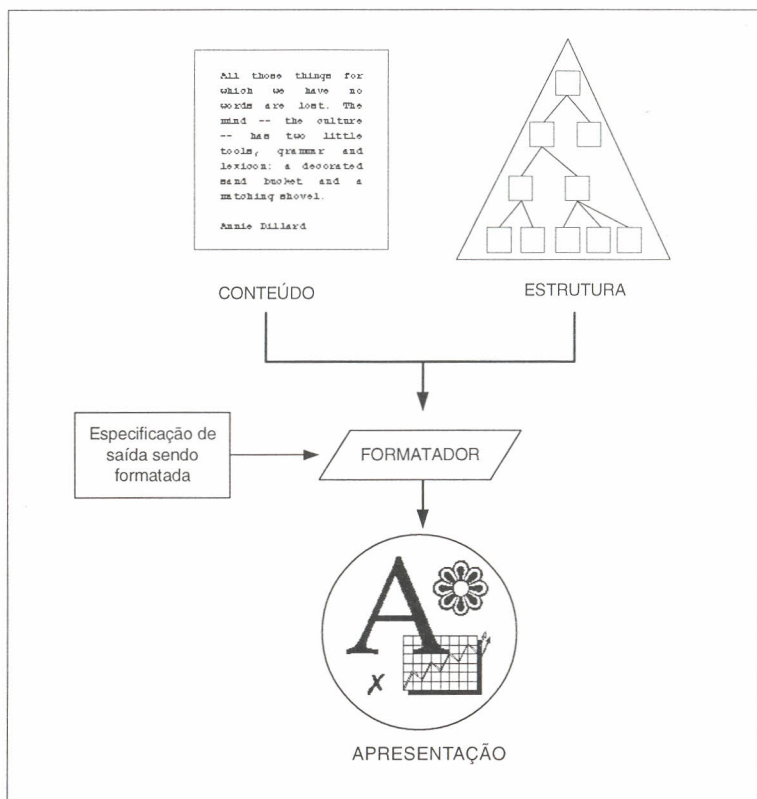 All those things for
which we have no
words are lost. The
mind -- the culture
-- has two little
tools, grammar and
lexicon: a decorated
sand bucket and a
matching shovel.
Annie Dillard
CONTEÚDO
ESTRUTURA
Especificação de
saída sendo
formatada
FORMATADOR
A
X
APRESENTAÇÃO